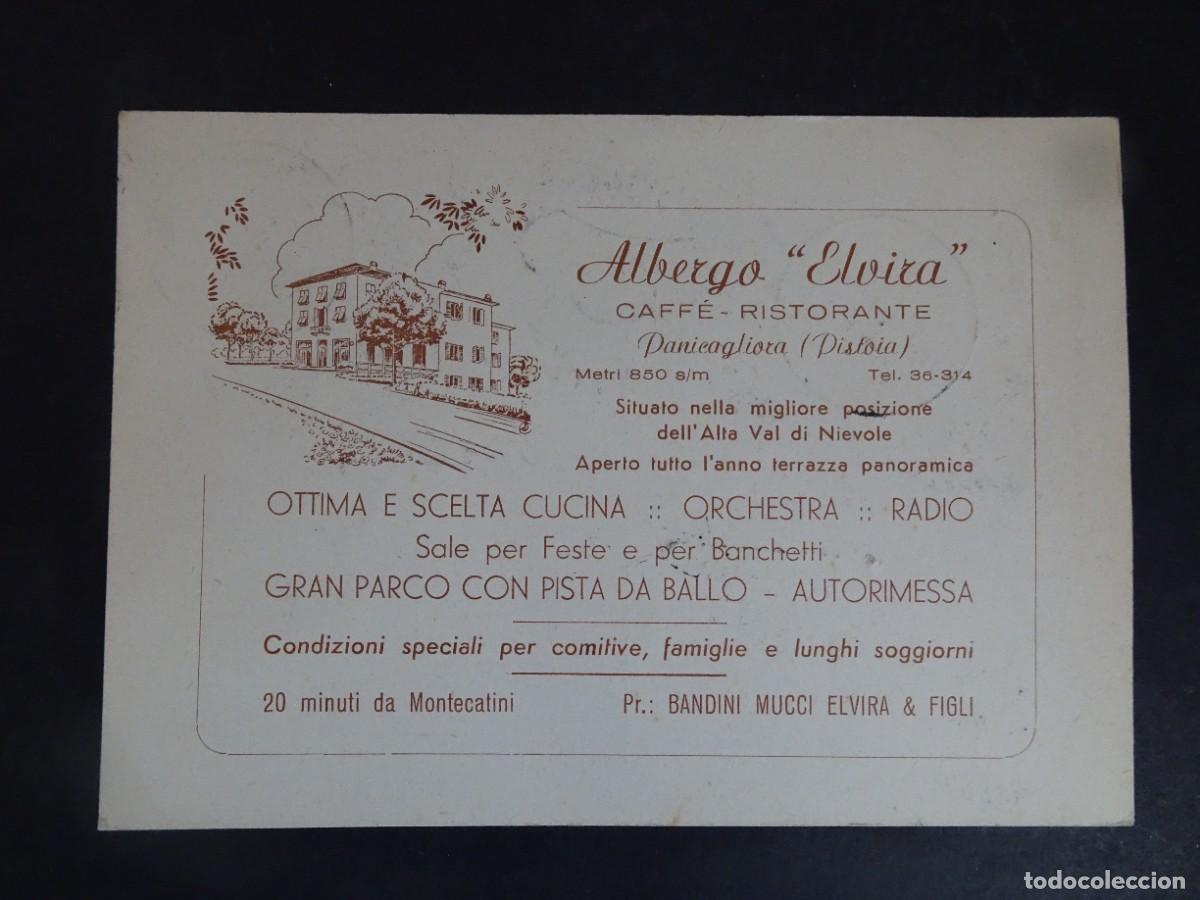 Albergo "Elvira"
CAFFÉ - RISTORANTE
Panicagliora (Pistoia)
Metri 850 s/m Tel. 36-314
Situato nella migliore posizione
dell'Alta Val di Nievole
Aperto tutto l'anno terrazza panoramica
OTTIMA E SCELTA CUCINA :: ORCHESTRA :: RADIO
Sale per Feste e per Banchetti
GRAN PARCO CON PISTA DA BALLO - AUTORIMESSA
Condizioni speciali per comitive, famiglie e lunghi soggiorni
20 minuti da Montecatini Pr.: BANDINI MUCCI ELVIRA & FIGLI
todocoleccion